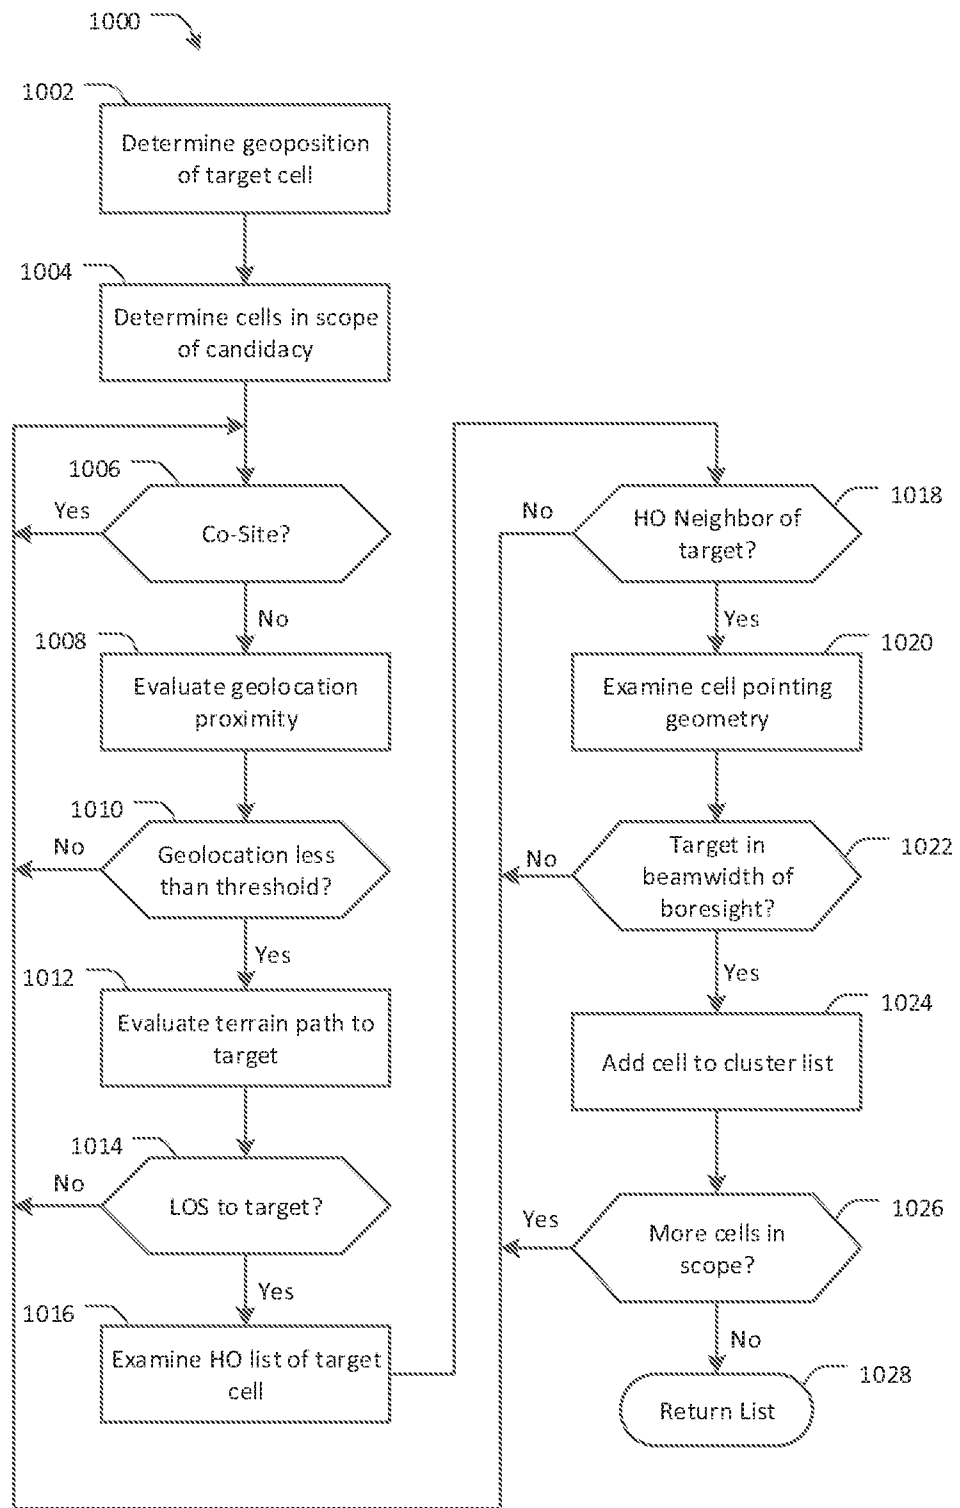 1000
1002
Determine geoposition
of target cell
1004
Determine cells in scope
of candidacy
1006
Yes
Co-Site?
No
1008
Evaluate geolocation
proximity
1010
No
Geolocation less
than threshold?
Yes
1012
Evaluate terrain path to
target
1014
No
LOS to target?
Yes
1016
Examine HO list of target
cell
1018
No
HO Neighbor of
target?
Yes
1020
Examine cell pointing
geometry
1022
No
Target in
beamwidth of
boresight?
Yes
1024
Add cell to cluster list
1026
Yes
More cells in
scope?
No
1028
Return List